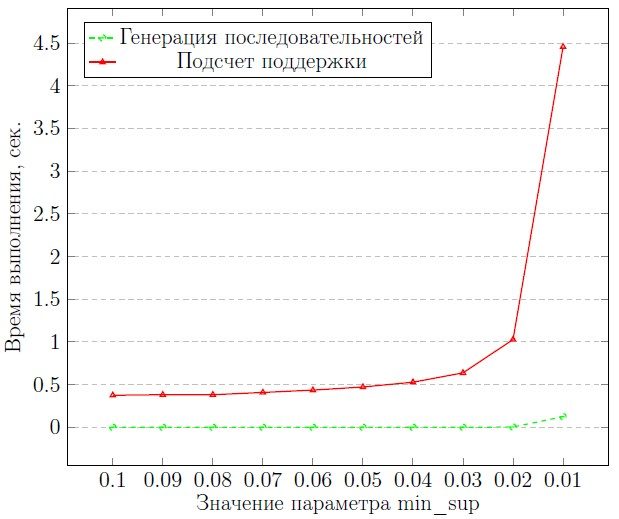 Генерация последовательностей
Подсчет поддержки
Время выполнения, сек.
4.5
4
3.5
3
2.5
2
1.5
1
0.5
0
0.1 0.09 0.08 0.07 0.06 0.05 0.04 0.03 0.02 0.01
Значение параметра min_sup